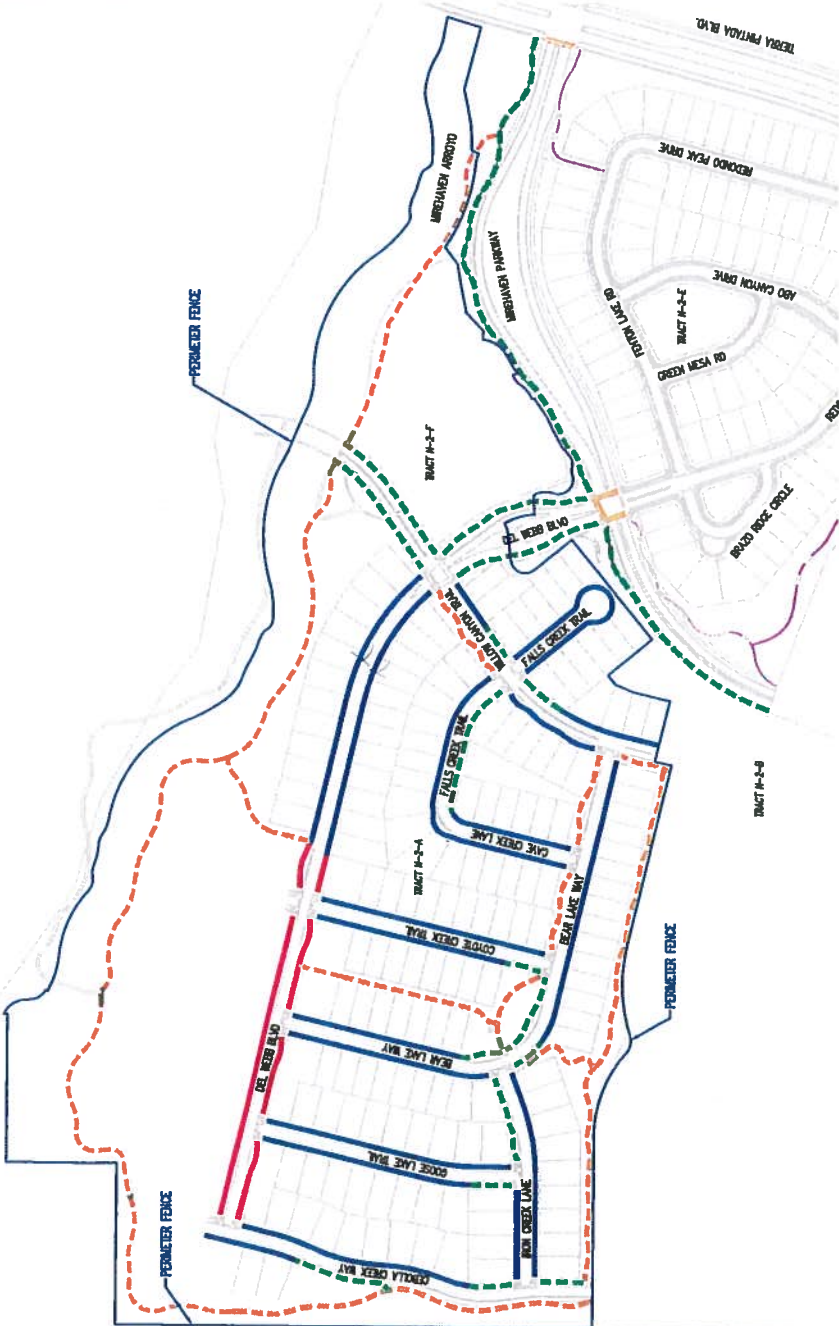 TIERRA PINTADA BLVD.
MIREHAVEN ARROYO
REDONDO PEAK DRIVE
MIREHAVEN PARKWAY
ABO CANYON DRIVE
FENTON LAKE RD
TRACT M-2-E
PERIMETER FENCE
GREEN MESA RD
TRACT M-2-F
BRAZO RIDGE CIRCLE
DEL WEBB BLVD
WILLOW CANYON TRAIL
FALLS CREEK TRAIL
FALLS CREEK TRAIL
TRACT M-2-B
CAVE CREEK LANE
TRACT M-2-A
BEAR LAKE WAY
COYOTE CREEK TRAIL
PERIMETER FENCE
DEL WEBB BLVD
BEAR LAKE WAY
GOOSE LAKE TRAIL
IRON CREEK LANE
PERIMETER FENCE
CEBOLLA CREEK WAY